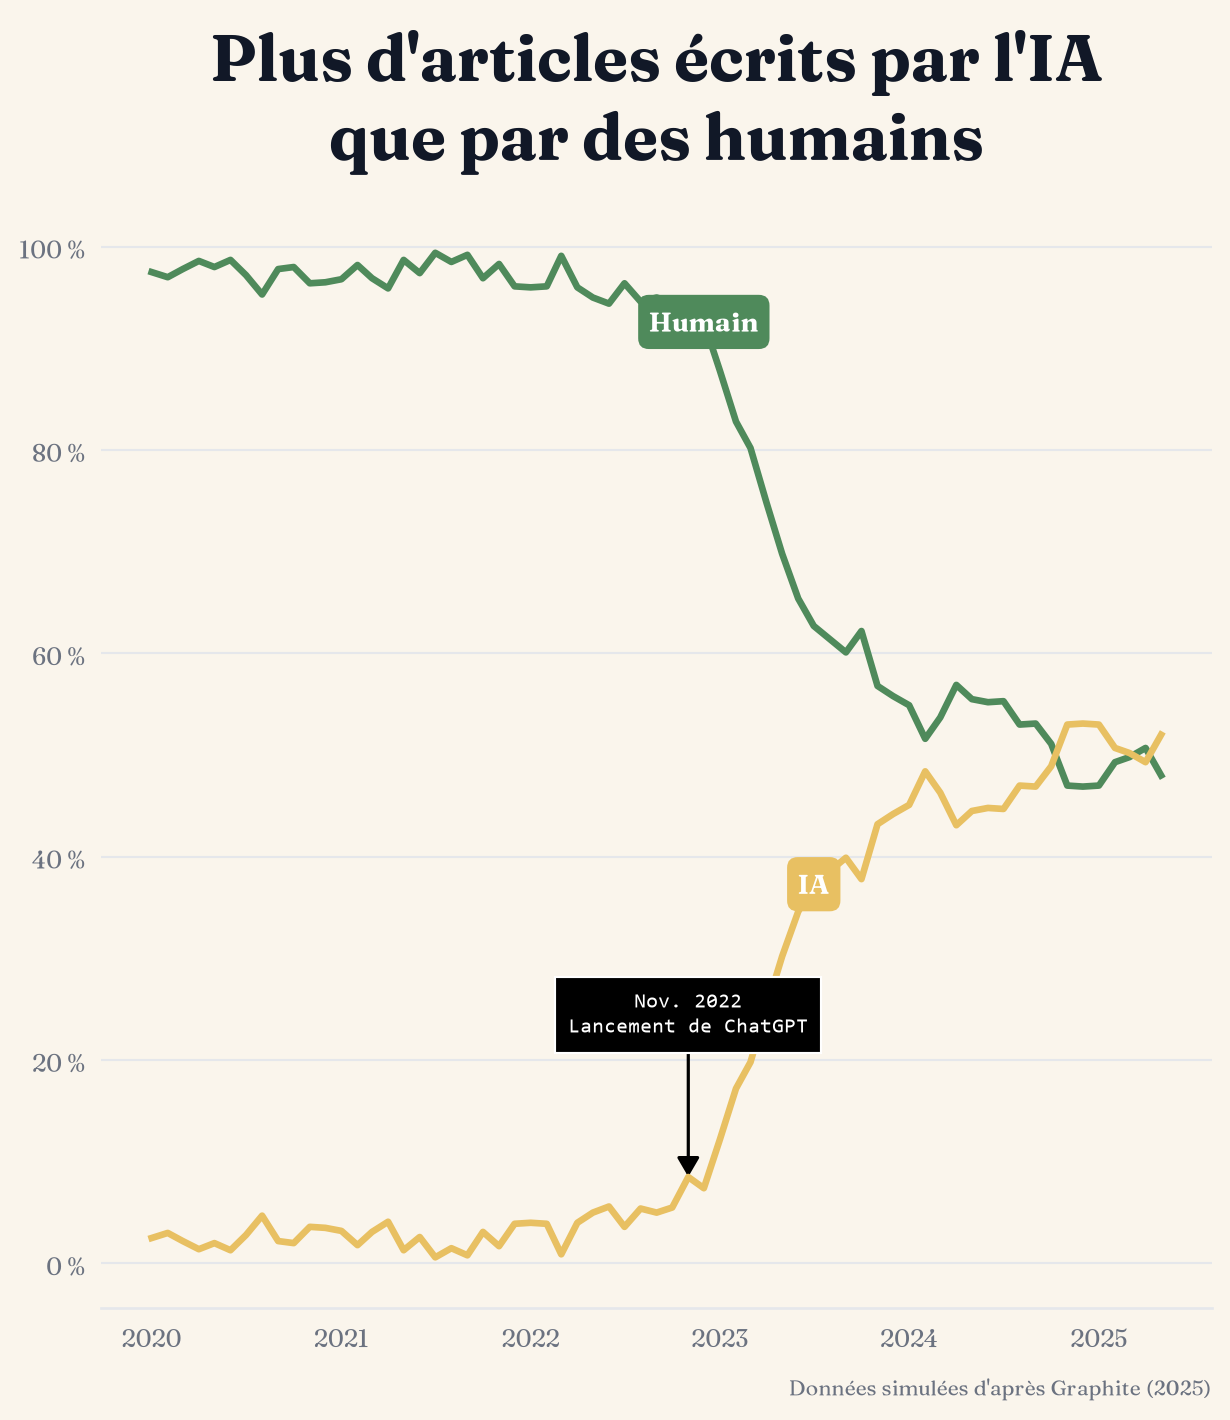 Plus d'articles écrits par l'IA
que par des humains
100 %
Humain
80 %
60 %
40 %
IA
Nov. 2022
Lancement de ChatGPT
20 %
0 %
2020 2021 2022 2023 2024 2025
Données simulées d'après Graphite (2025)